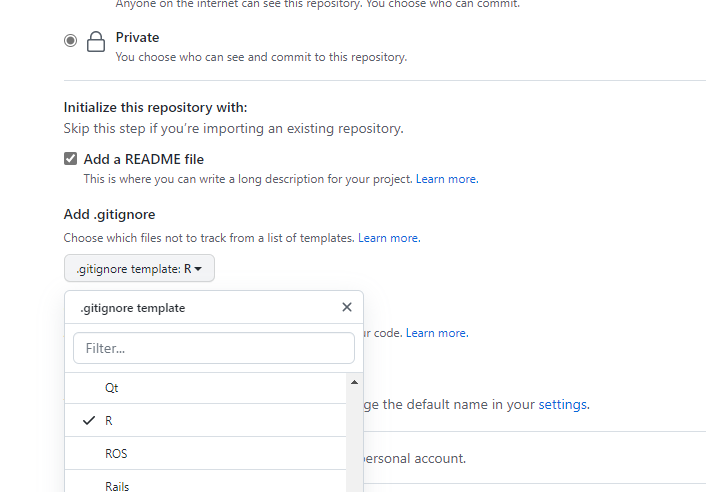 Anyone on the internet can see this repository. You choose who can commit.
Private
You choose who can see and commit to this repository.
Initialize this repository with:
Skip this step if you're importing an existing repository.
Add a README file
This is where you can write a long description for your project. Learn more.
Add .gitignore
Choose which files not to track from a list of templates. Learn more.
.gitignore template: R
.gitignore template
code. Learn more.
Filter...
Qt
the default name in your settings.
R
ROS
personal account.
Rails